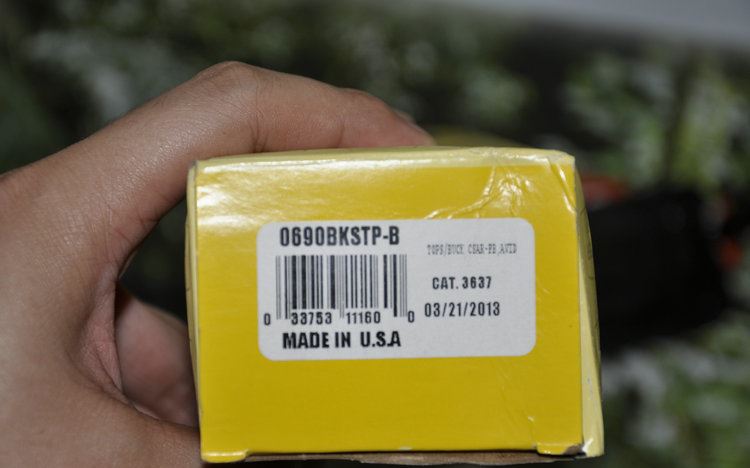 0690BKSTP-B
TOPS/BUCK CSAR-PB,AVID
CAT. 3637
0 33753 11160 0
03/21/2013
MADE IN U.S.A